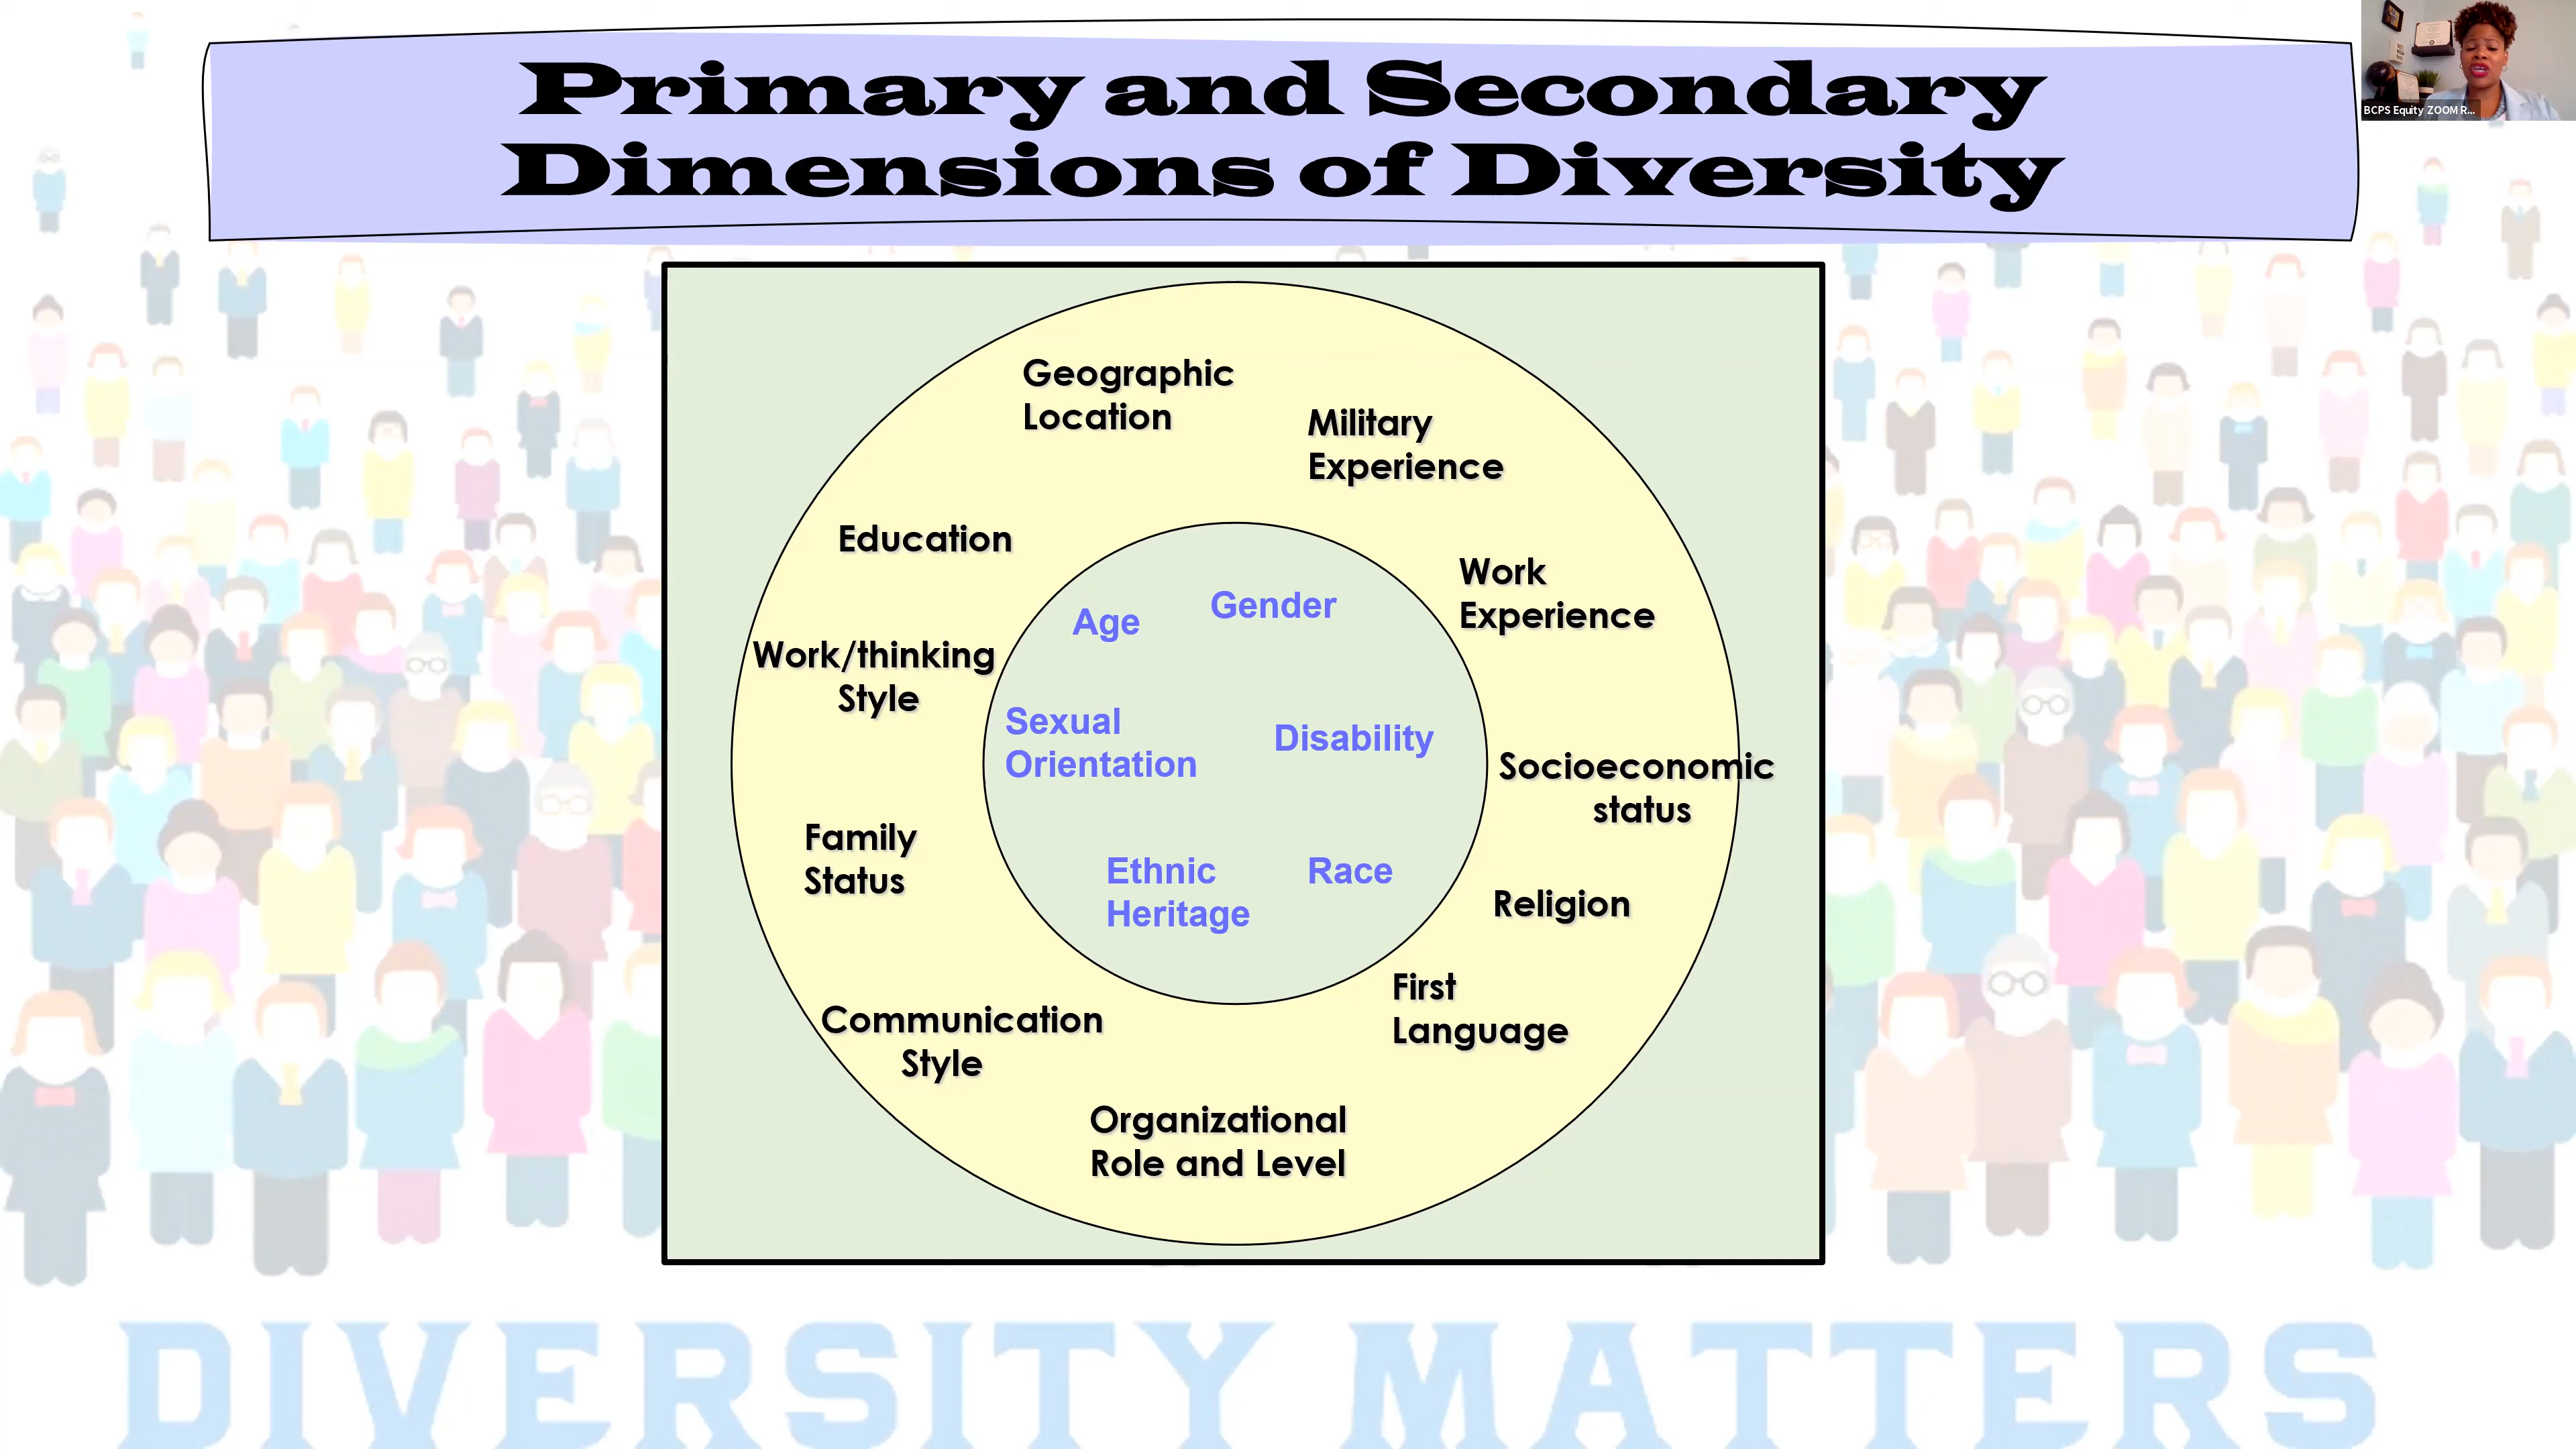 Primary and Secondary
Dimensions of Diversity
BCPS Equity ZOOM R...
Geographic
Location
Military
Experience
Education
Work
Experience
Age
Gender
Work/thinking
Style
Sexual
Orientation
Disability
Socioeconomic
status
Family
Status
Ethnic
Heritage
Race
Religion
First
Language
Communication
Style
Organizational
Role and Level
DIVERSITY MATTERS